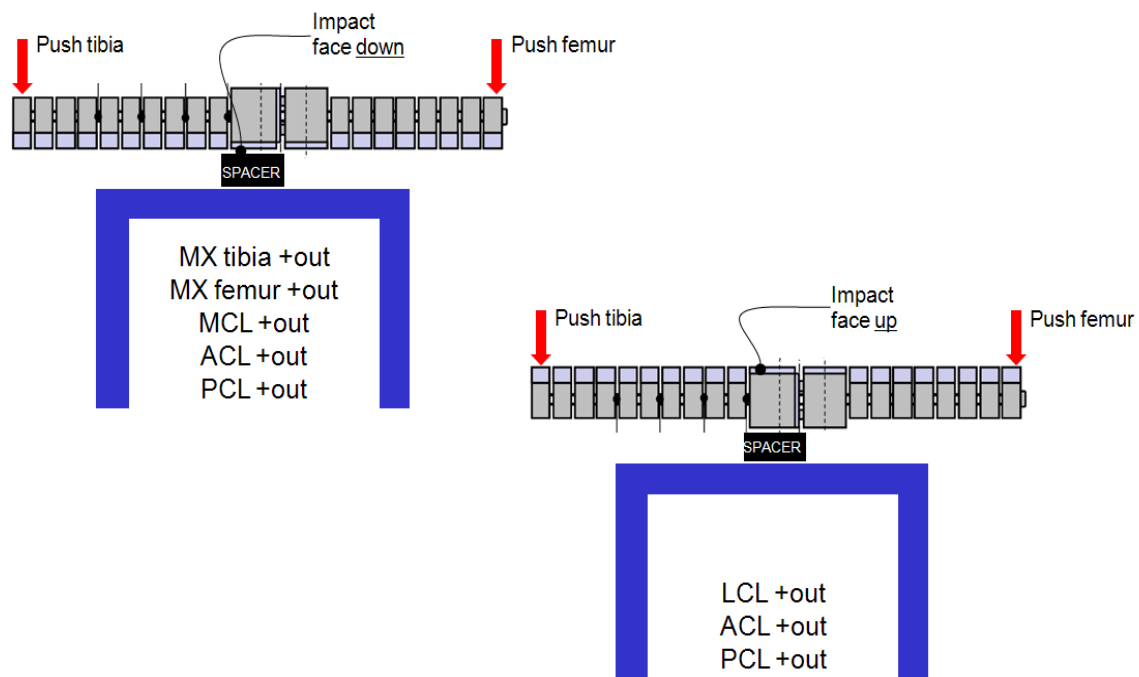 Impact
face down
Push tibia
Push femur
SPACER
MX tibia +out
MX femur +out
MCL +out
ACL +out
PCL +out
Impact
face up
Push tibia
Push femur
SPACER
LCL +out
ACL +out
PCL +out